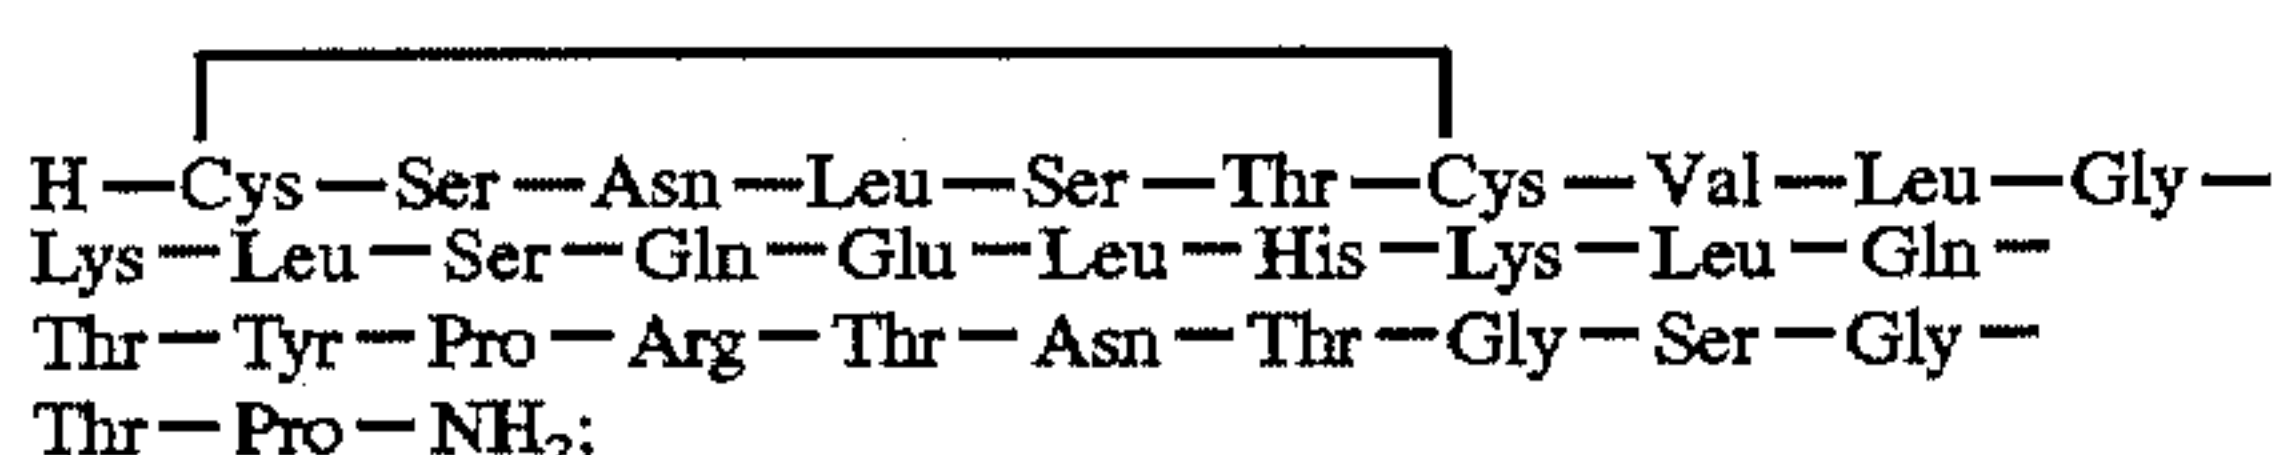 H—Cys—Ser—Asn—Leu—Ser—Thr—Cys—Val—Leu—Gly—
Lys—Leu—Ser—Gln—Glu—Leu—His—Lys—Leu—Gln—
Thr—Tyr—Pro—Arg—Thr—Asn—Thr—Gly—Ser—Gly—
Thr—Pro—NH₂;